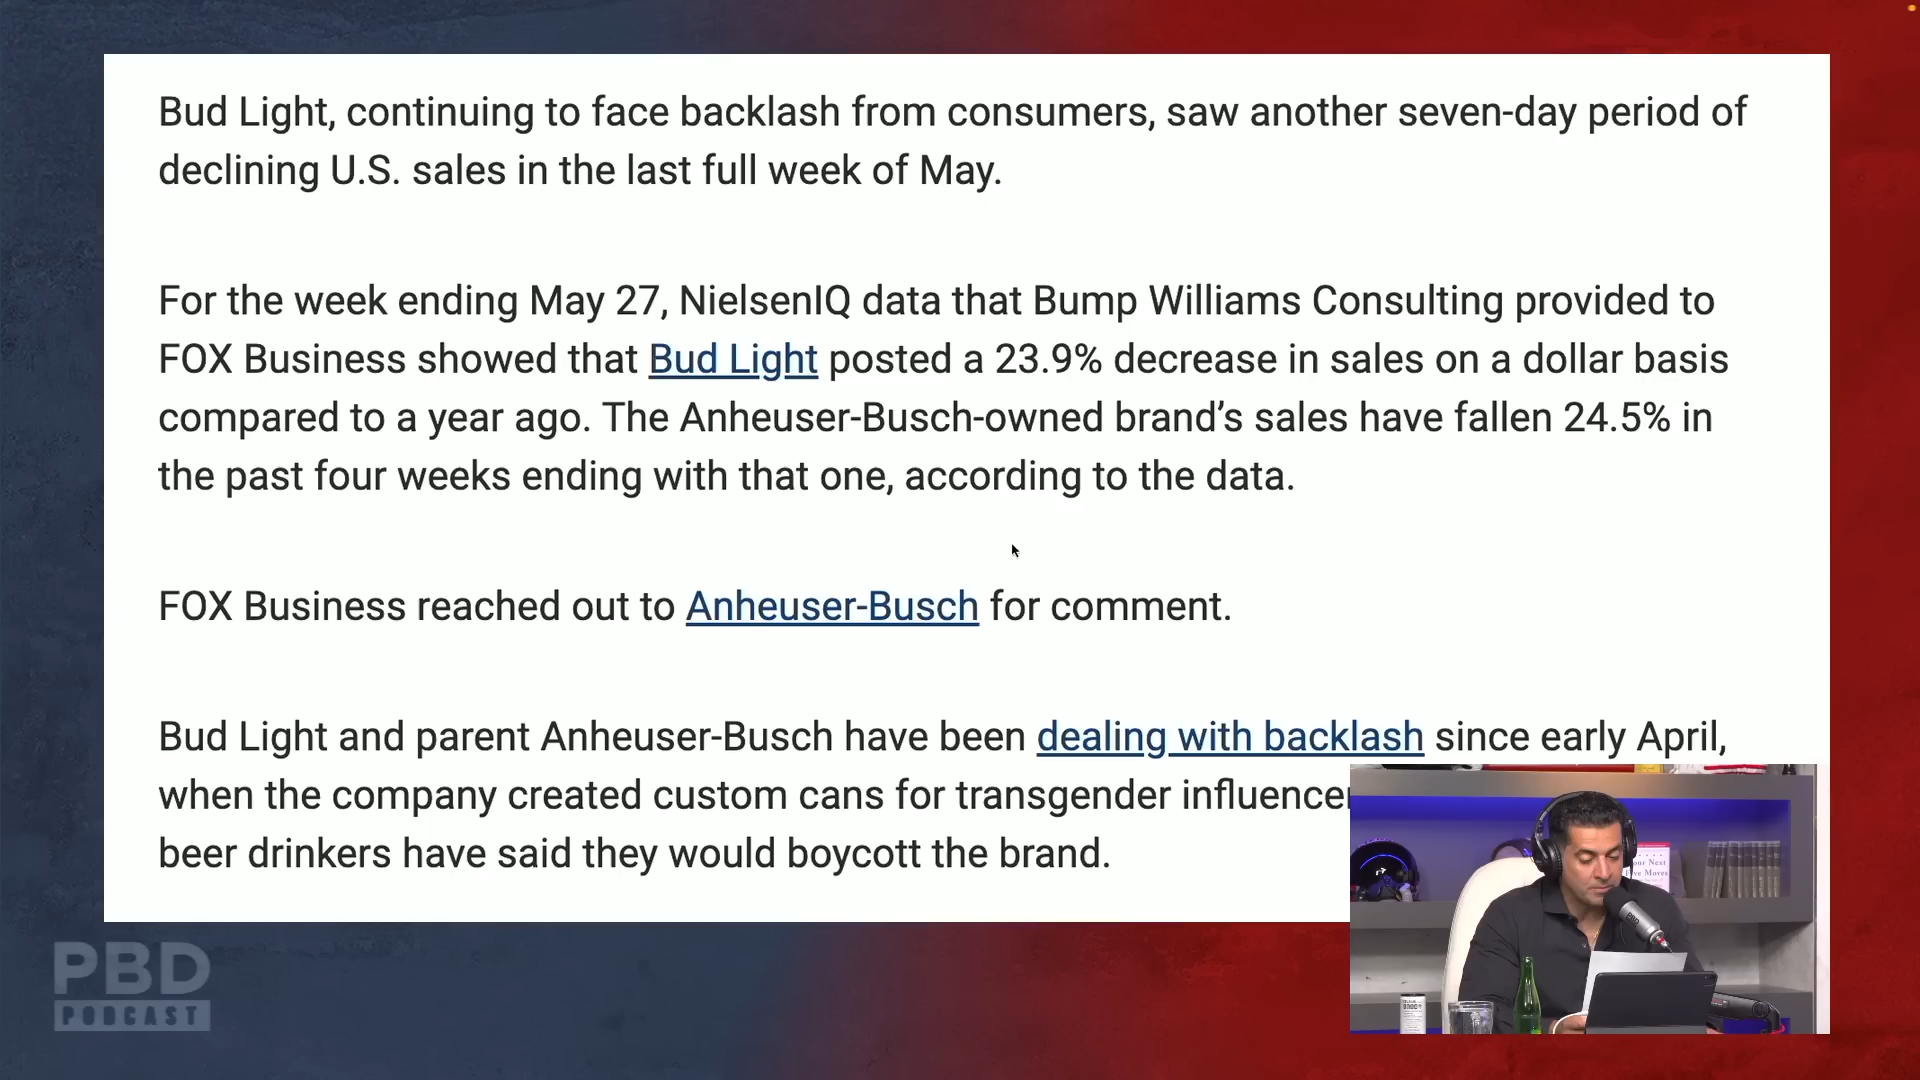 Bud Light, continuing to face backlash from consumers, saw another seven-day period of
declining U.S. sales in the last full week of May.
For the week ending May 27, NielsenIQ data that Bump Williams Consulting provided to
FOX Business showed that Bud Light posted a 23.9% decrease in sales on a dollar basis
compared to a year ago. The Anheuser-Busch-owned brand’s sales have fallen 24.5% in
the past four weeks ending with that one, according to the data.
FOX Business reached out to Anheuser-Busch for comment.
Bud Light and parent Anheuser-Busch have been dealing with backlash since early April,
when the company created custom cans for transgender influencer
beer drinkers have said they would boycott the brand.
our Next
Five Moves
PBD
PBD
PODCAST